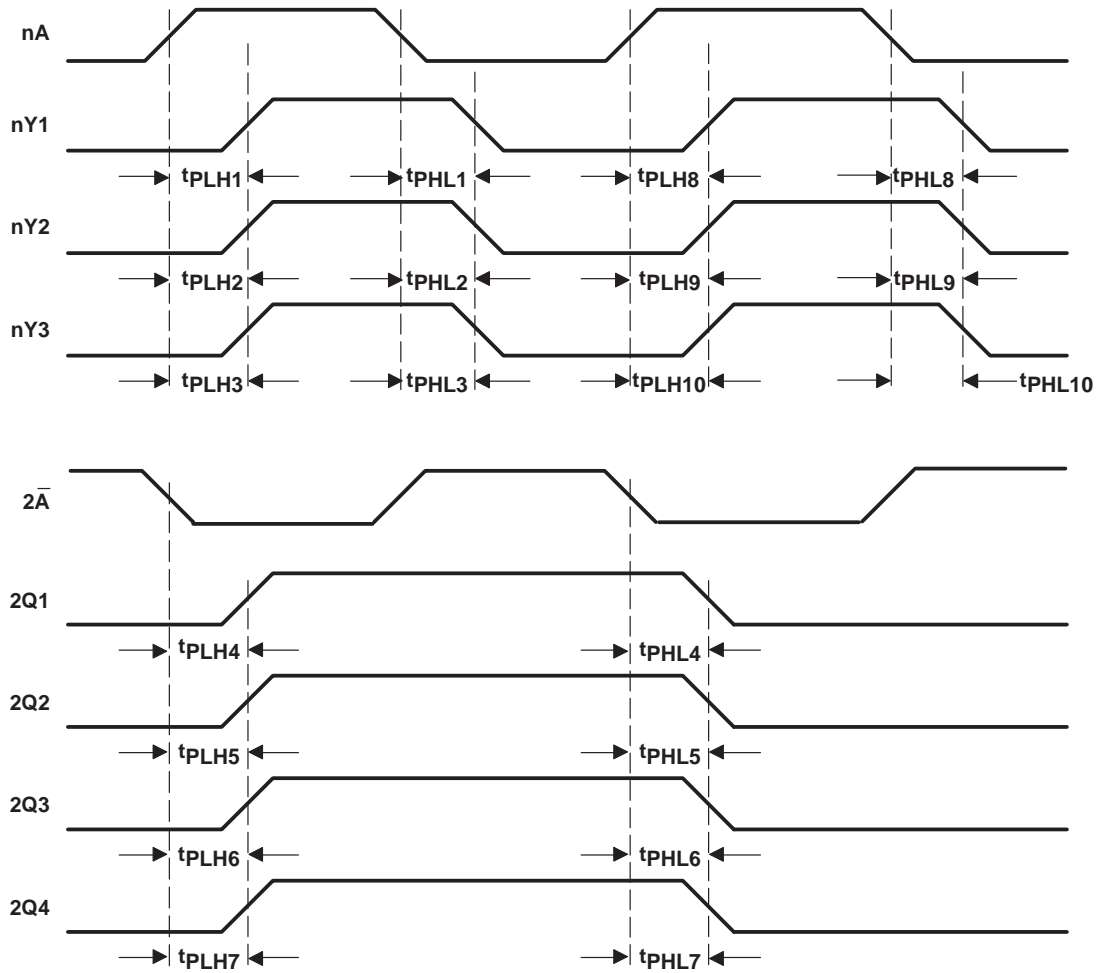 nA
nY1
tPLH1 tPHL1 tPLH8 tPHL8
nY2
tPLH2 tPHL2 tPLH9 tPHL9
nY3
tPLH3 tPHL3 tPLH10 tPHL10
2A̅
2Q1
tPLH4 tPHL4
2Q2
tPLH5 tPHL5
2Q3
tPLH6 tPHL6
2Q4
tPLH7 tPHL7